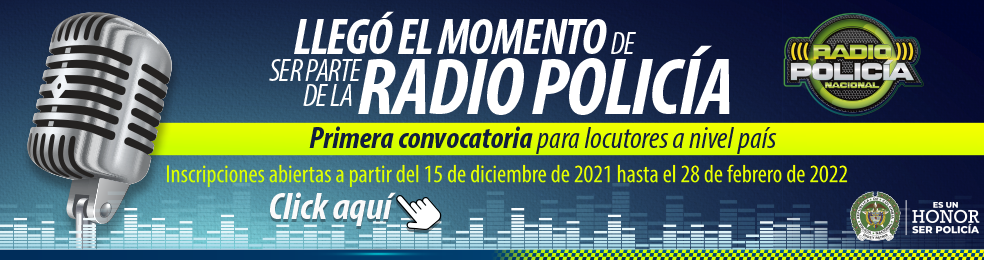 LLEGÓ EL MOMENTO DE
SER PARTE
DE LA RADIO POLICÍA
RADIO
POLICÍA
NACIONAL
Primera convocatoria para locutores a nivel país
Inscripciones abiertas a partir del 15 de diciembre de 2021 hasta el 28 de febrero de 2022
Click aquí
ES UN
HONOR
SER POLICÍA